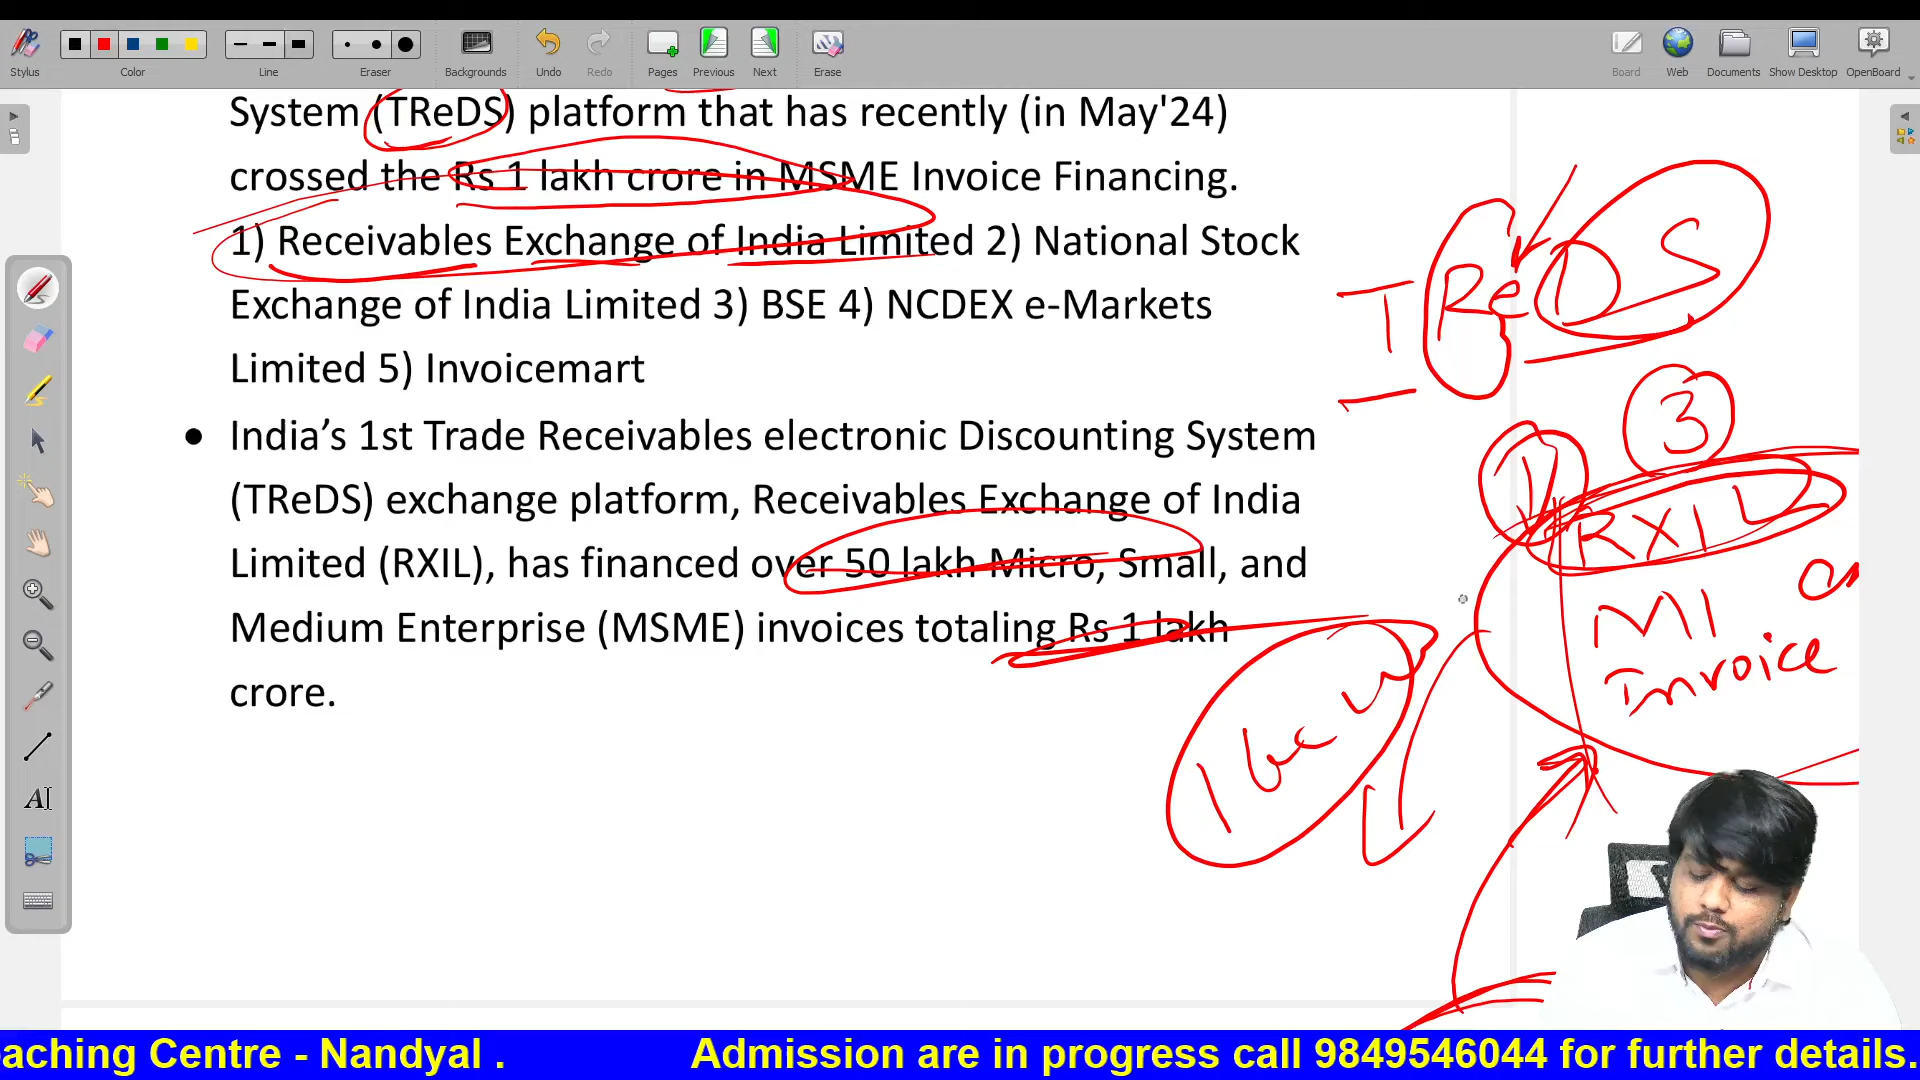 Stylus
Color
Line
Eraser
Backgrounds
Undo
Redo
Pages
Previous
Next
Erase
Board
Web
Documents
Show Desktop
OpenBoard
System (TReDS) platform that has recently (in May'24)
crossed the Rs 1 lakh crore in MSME Invoice Financing.
1) Receivables Exchange of India Limited 2) National Stock
Exchange of India Limited 3) BSE 4) NCDEX e-Markets
Limited 5) Invoicemart
• India’s 1st Trade Receivables electronic Discounting System
(TReDS) exchange platform, Receivables Exchange of India
Limited (RXIL), has financed over 50 lakh Micro, Small, and
Medium Enterprise (MSME) invoices totaling Rs 1 lakh
crore.
TReDS
3
1
RXIL
M1
Invoice
aching Centre - Nandyal .
Admission are in progress call 9849546044 for further details.